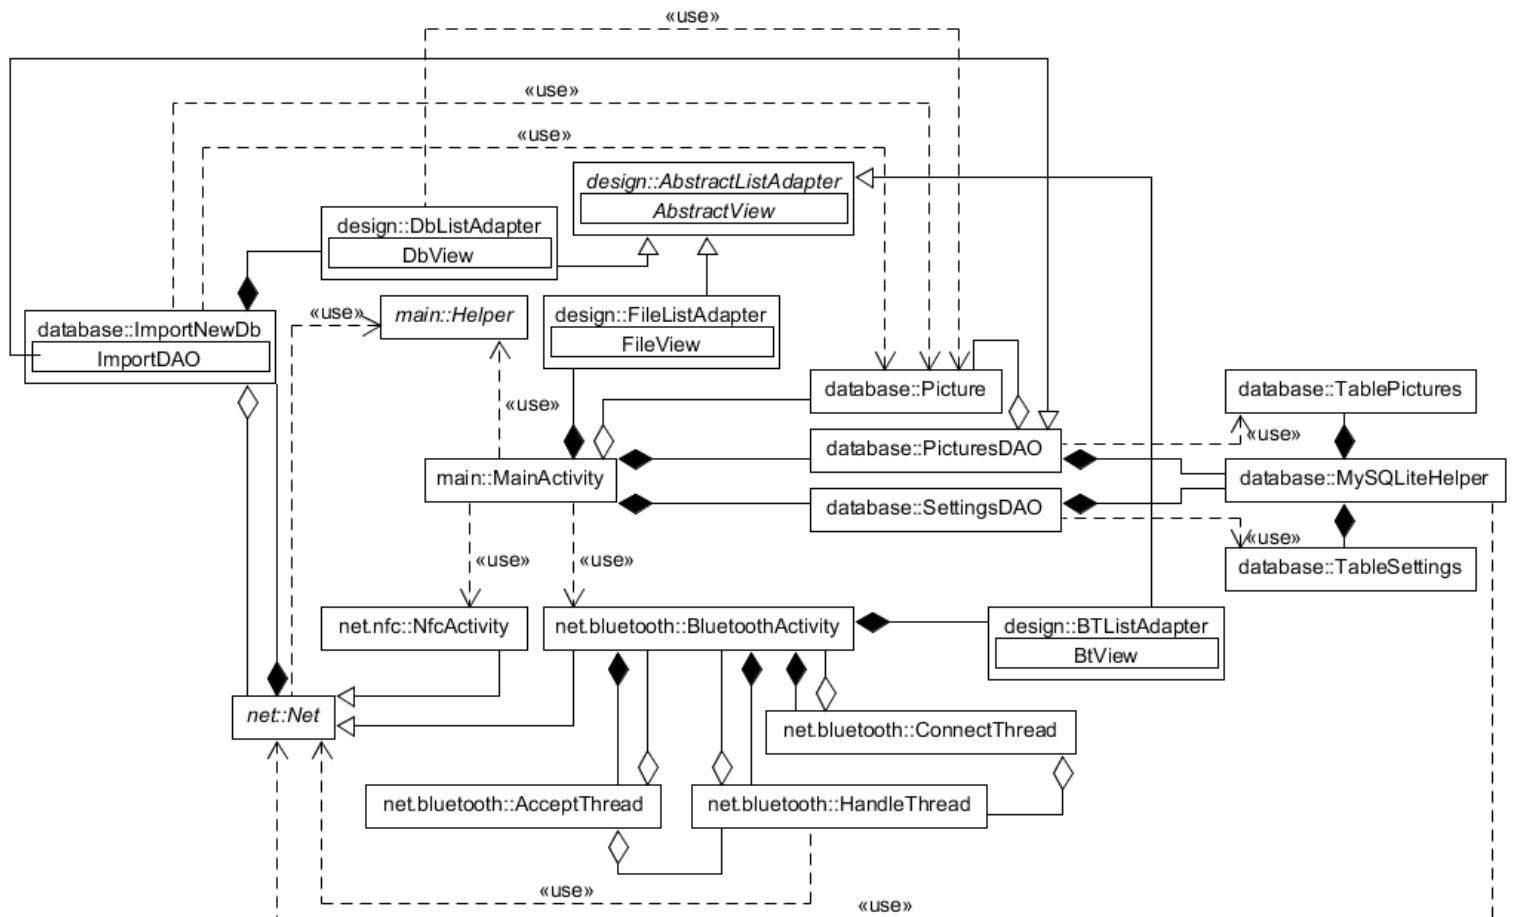 «use»
«use»
«use»
design::AbstractListAdapter
AbstractView
design::DbListAdapter
DbView
«use»
main::Helper
design::FileListAdapter
FileView
database::ImportNewDb
ImportDAO
«use»
database::Picture
database::TablePictures
«use»
database::PicturesDAO
main::MainActivity
database::MySQLiteHelper
database::SettingsDAO
«use»
«use»
«use»
database::TableSettings
net.nfc::NfcActivity
net.bluetooth::BluetoothActivity
design::BTListAdapter
BtView
net::Net
net.bluetooth::ConnectThread
net.bluetooth::AcceptThread
net.bluetooth::HandleThread
«use»
«use»